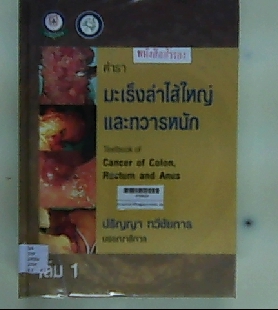 หนังสือสำรอง
ตำรา
มะเร็งลำไส้ใหญ่
และทวารหนัก
Textbook of
Cancer of Colon,
Rectum and Anus
ปริญญา ทวีชัยการ
บรรณาธิการ
เล่ม 1